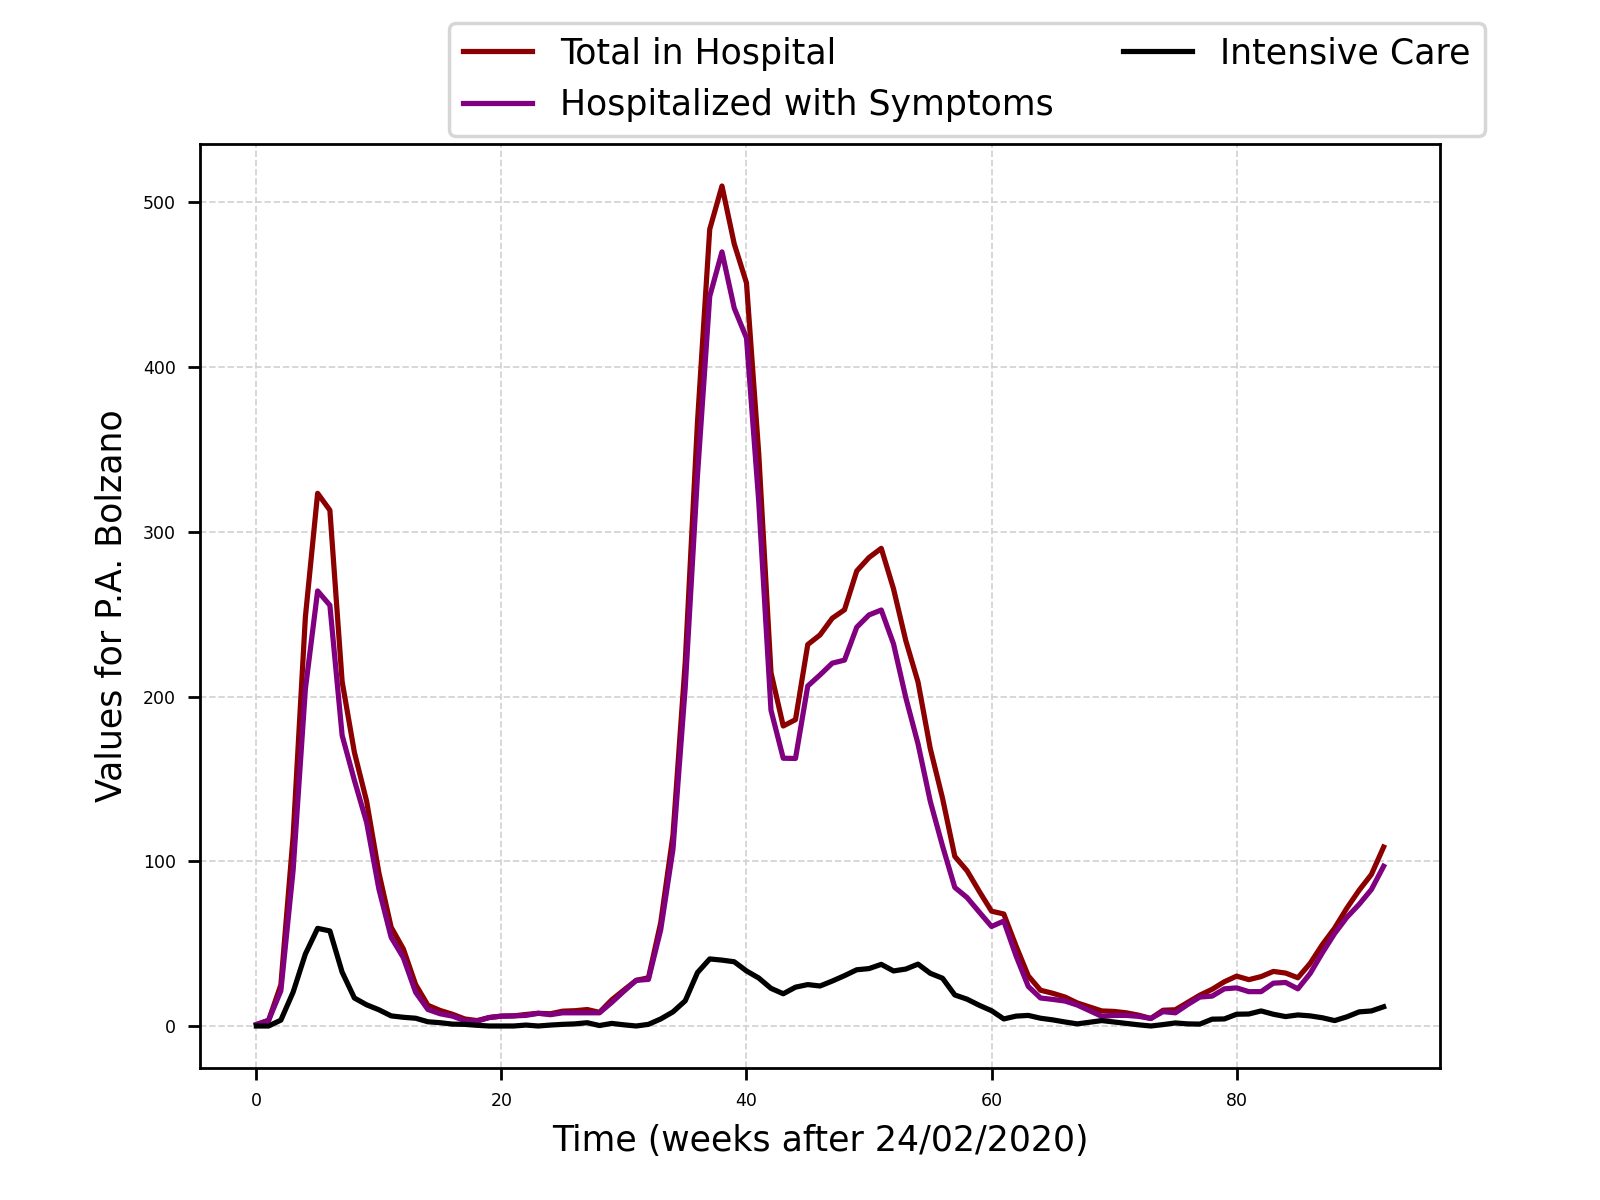 Total in Hospital
Hospitalized with Symptoms
Intensive Care
Values for P.A. Bolzano
500
400
300
200
100
0
0 20 40 60 80
Time (weeks after 24/02/2020)